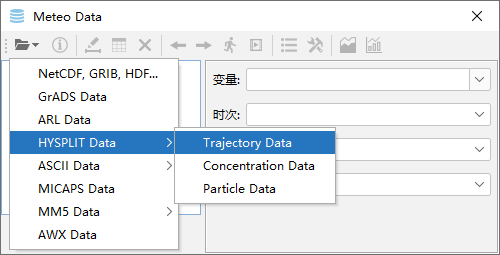 Meteo Data
NetCDF, GRIB, HDF...
GrADS Data
ARL Data
HYSPLIT Data
ASCII Data
MICAPS Data
MM5 Data
AWX Data
Trajectory Data
Concentration Data
Particle Data
变量:
时次: